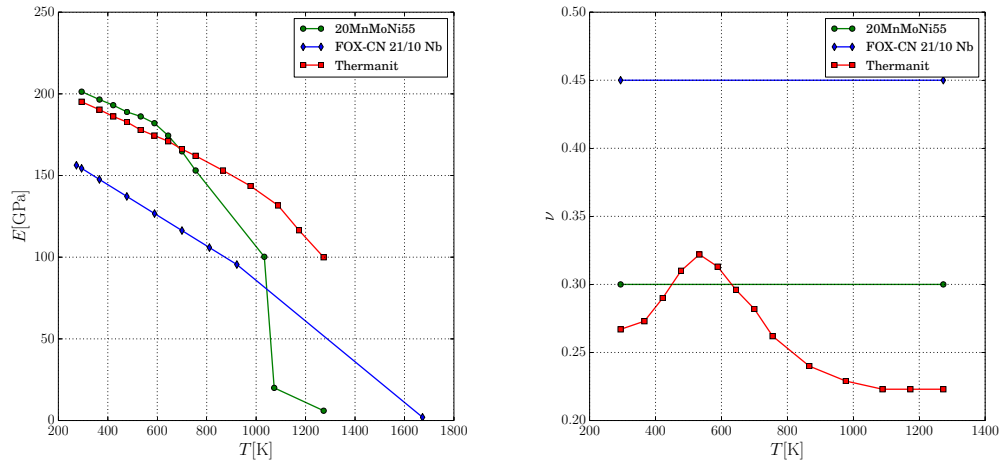 250
200
150
100
50
0
200 400 600 800 1000 1200 1400 1600 1800
E[GPa]
T[K]
20MnMoNi55
FOX-CN 21/10 Nb
Thermanit
0.50
0.45
0.40
0.35
0.30
0.25
0.20
200 400 600 800 1000 1200 1400
ν
T[K]
20MnMoNi55
FOX-CN 21/10 Nb
Thermanit